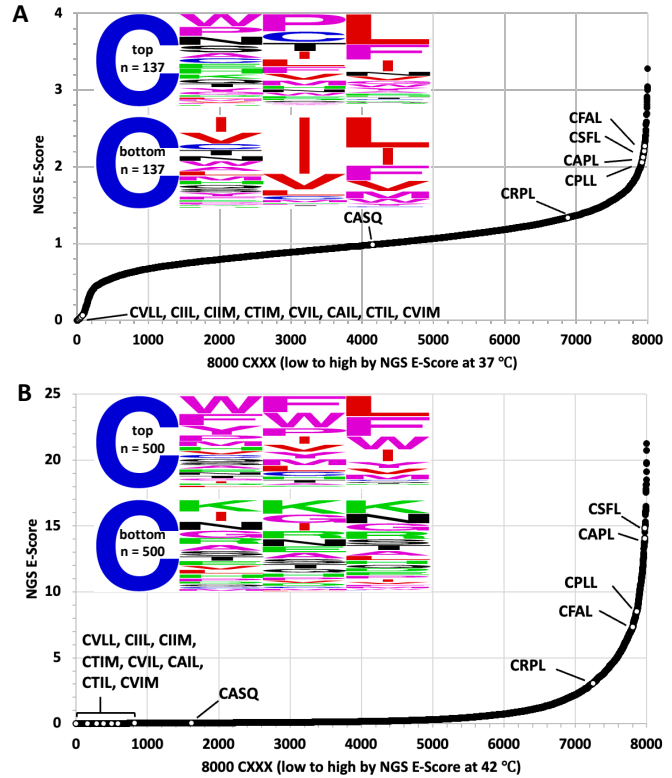 A
4
3
2
1
0
NGS E-Score
C
top
n = 137
C
bottom
n = 137
CFAL
CSFL
CAPL
CPLL
CRPL
CASQ
CVLL, CIIL, CIIM, CTIM, CVIL, CAIL, CTIL, CVIM
0 1000 2000 3000 4000 5000 6000 7000 8000
8000 CXXX (low to high by NGS E-Score at 37 °C)
B
25
20
15
10
5
0
NGS E-Score
C
top
n = 500
C
bottom
n = 500
CSFL
CAPL
CPLL
CFAL
CRPL
CVLL, CIIL, CIIM,
CTIM, CVIL, CAIL,
CTIL, CVIM
CASQ
0 1000 2000 3000 4000 5000 6000 7000 8000
8000 CXXX (low to high by NGS E-Score at 42 °C)